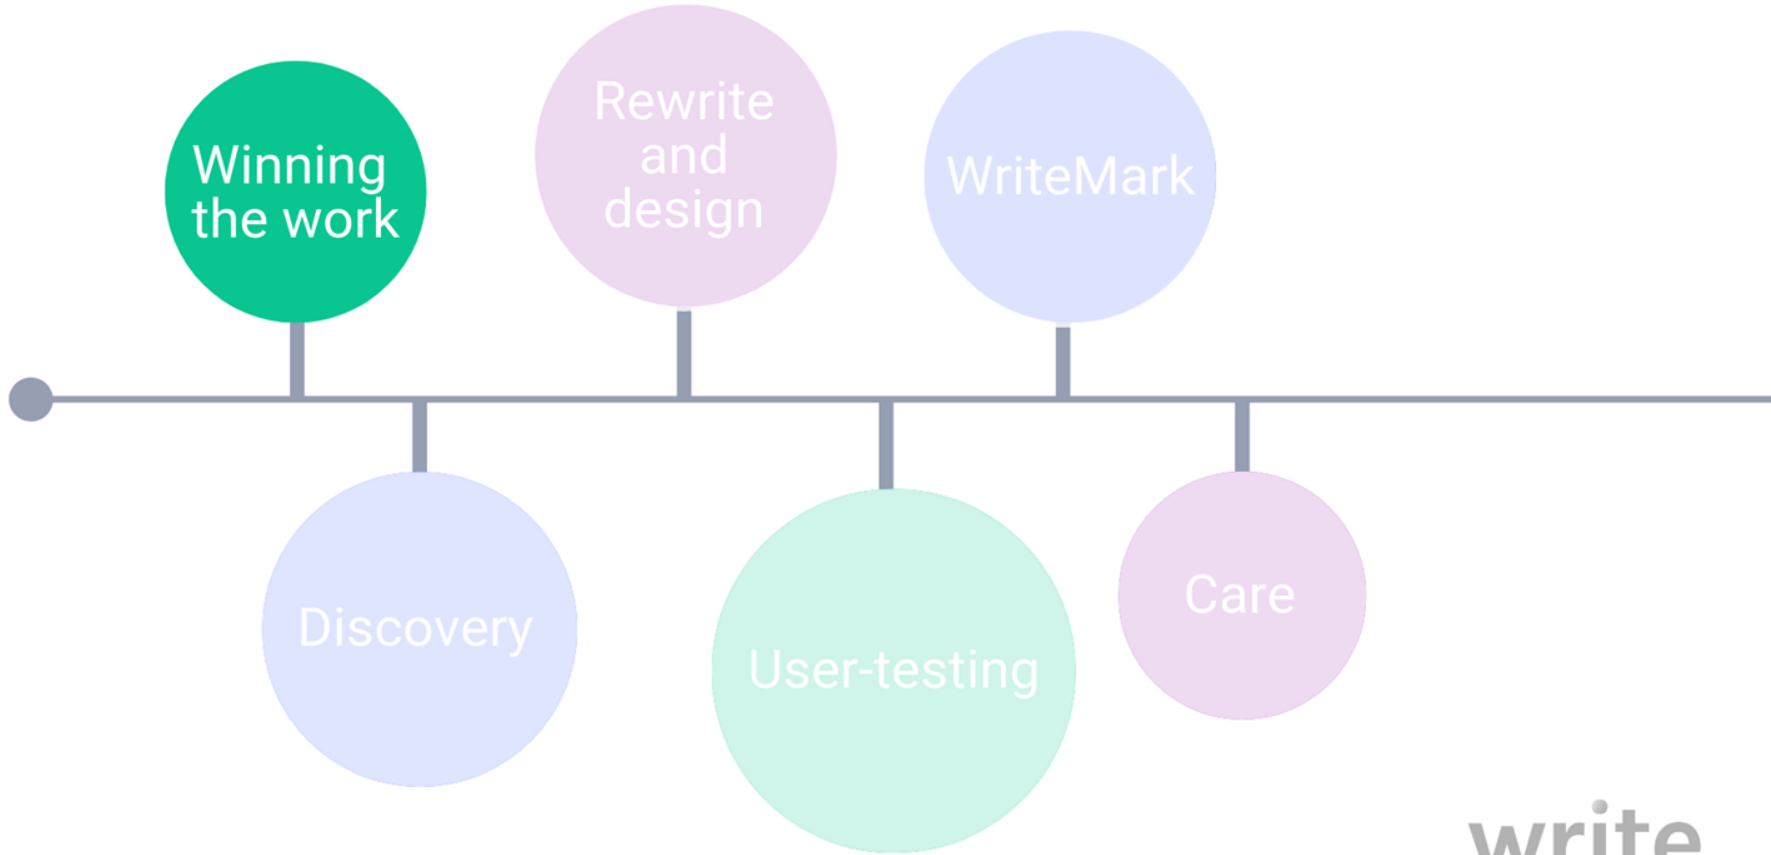 Winning
the work
Discovery
Rewrite
and
design
User-testing
WriteMark
Care
write